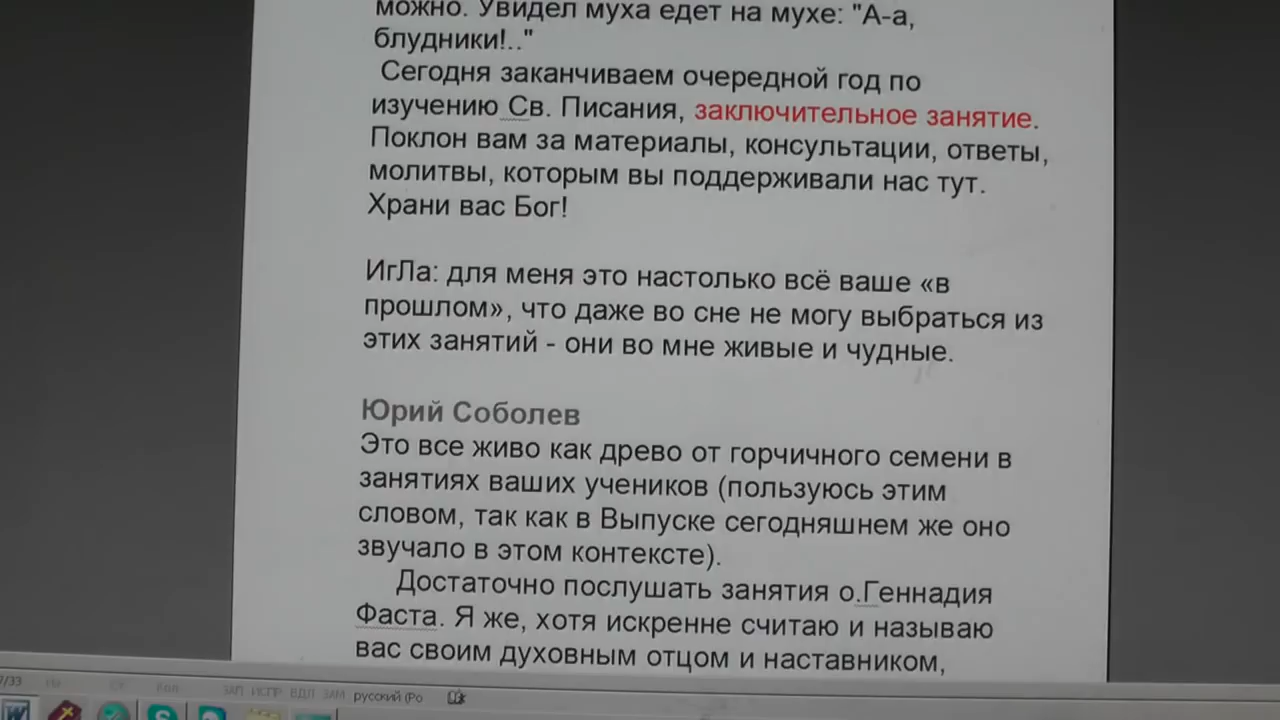 можно. Увидел муха едет на мухе: "А-а,
блудники!.."
Сегодня заканчиваем очередной год по
изучению Св. Писания, заключительное занятие.
Поклон вам за материалы, консультации, ответы,
молитвы, которым вы поддерживали нас тут.
Храни вас Бог!
ИгЛа: для меня это настолько всё ваше «в
прошлом», что даже во сне не могу выбраться из
этих занятий - они во мне живые и чудные.
Юрий Соболев
Это все живо как древо от горчичного семени в
занятиях ваших учеников (пользуюсь этим
словом, так как в Выпуске сегодняшнем же оно
звучало в этом контексте).
Достаточно послушать занятия о.Геннадия
Фаста. Я же, хотя искренне считаю и называю
вас своим духовным отцом и наставником,
7/33 Кол ЗАП ИСПР ВДЛ ЗАМ русский (Ро